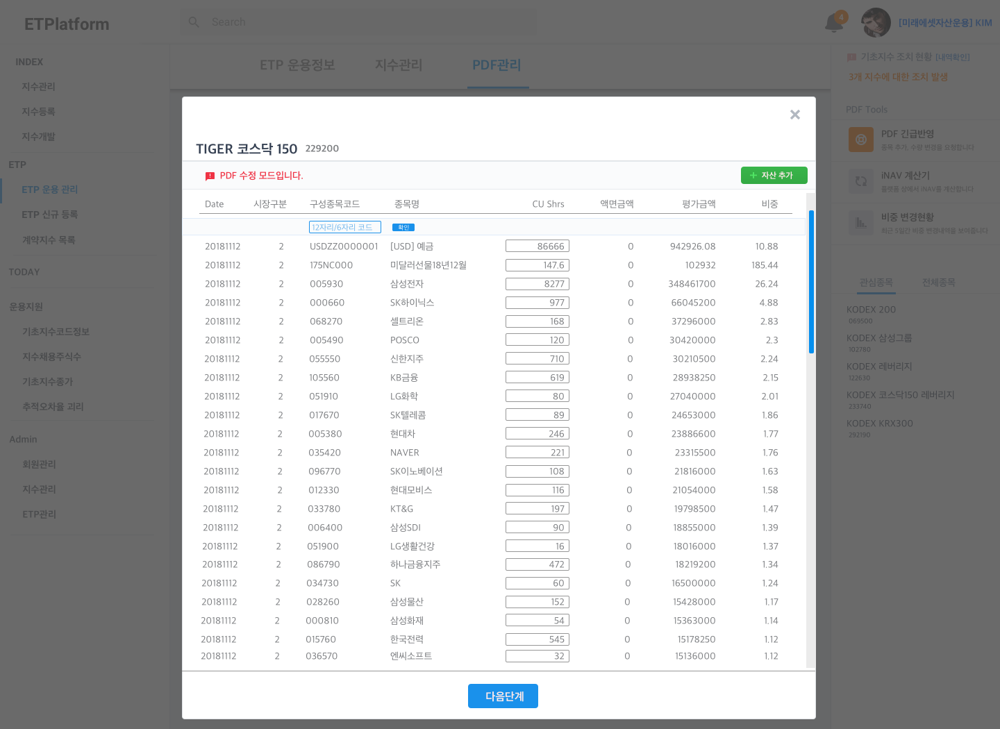 ETPlatform
Search
4
[미래에셋자산운용] KIM
INDEX
지수관리
지수등록
지수개발
ETP
ETP 운용 관리
ETP 신규 등록
계약지수 목록
TODAY
운용지원
기초지수코드정보
지수채용주식수
기초지수종가
추적오차율 괴리
Admin
회원관리
지수관리
ETP관리
ETP 운용정보 지수관리 PDF관리
TIGER 코스닥 150 229200
PDF 수정 모드입니다.
+ 자산 추가
Date 시장구분 구성종목코드 종목명 CU Shrs 액면금액 평가금액 비중
12자리/6자리 코드 확인
20181112 2 USDZZ0000001 [USD] 예금 86666 0 942926.08 10.88
20181112 2 175NC000 미달러선물18년12월 147.6 0 102932 185.44
20181112 2 005930 삼성전자 8277 0 348461700 26.24
20181112 2 000660 SK하이닉스 977 0 66045200 4.88
20181112 2 068270 셀트리온 168 0 37296000 2.83
20181112 2 005490 POSCO 120 0 30420000 2.3
20181112 2 055550 신한지주 710 0 30210500 2.24
20181112 2 105560 KB금융 619 0 28938250 2.15
20181112 2 051910 LG화학 80 0 27040000 2.01
20181112 2 017670 SK텔레콤 89 0 24653000 1.86
20181112 2 005380 현대차 246 0 23886600 1.77
20181112 2 035420 NAVER 221 0 23315500 1.76
20181112 2 096770 SK이노베이션 108 0 21816000 1.63
20181112 2 012330 현대모비스 116 0 21054000 1.58
20181112 2 033780 KT&G 197 0 19798500 1.47
20181112 2 006400 삼성SDI 90 0 18855000 1.39
20181112 2 051900 LG생활건강 16 0 18016000 1.37
20181112 2 086790 하나금융지주 472 0 18219200 1.34
20181112 2 034730 SK 60 0 16500000 1.24
20181112 2 028260 삼성물산 152 0 15428000 1.17
20181112 2 000810 삼성화재 54 0 15363000 1.14
20181112 2 015760 한국전력 545 0 15178250 1.12
20181112 2 036570 엔씨소프트 32 0 15136000 1.12
다음단계
기초지수 조치 현황 [내역확인]
3개 지수에 대한 조치 발생
PDF Tools
PDF 긴급반영
종목 추가, 수량 변경을 요청합니다
iNAV 계산기
플랫폼 상에서 iNAV를 계산합니다
비중 변경현황
최근 5일간 비중 변경내역을 보여줍니다
관심종목 전체종목
KODEX 200
069500
KODEX 삼성그룹
102780
KODEX 레버리지
122630
KODEX 코스닥150 레버리지
233740
KODEX KRX300
292190